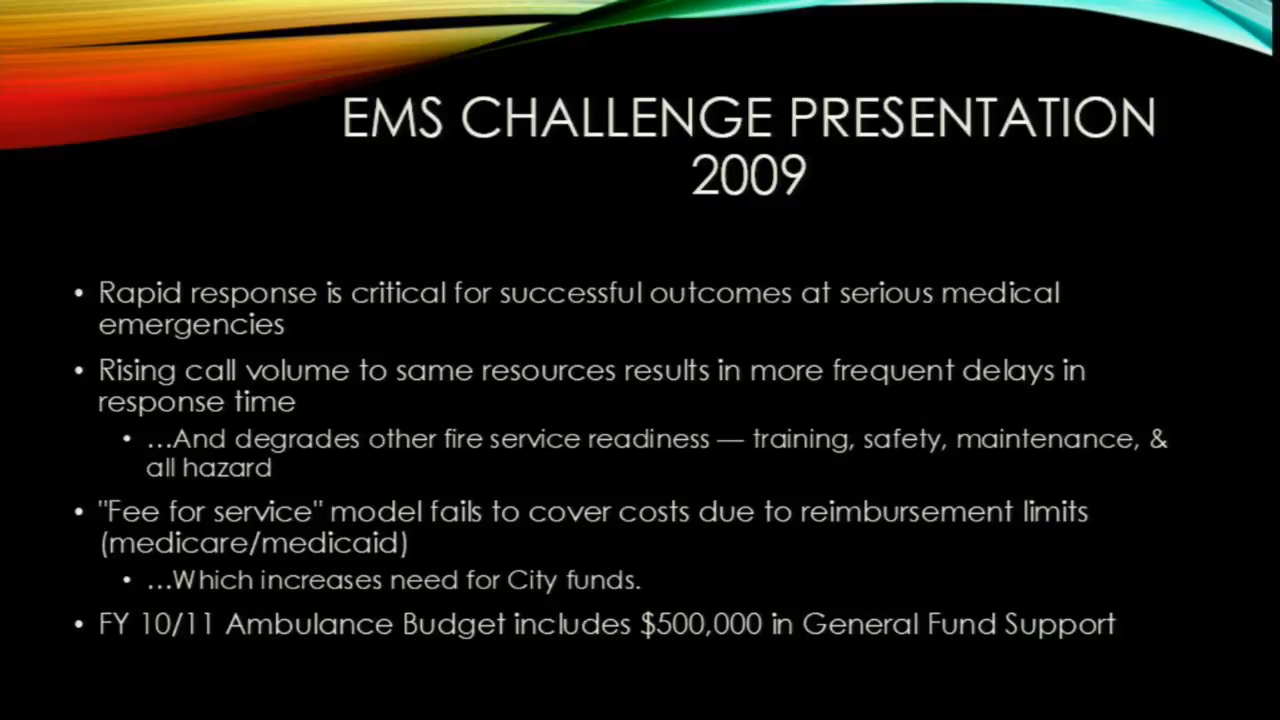 EMS CHALLENGE PRESENTATION
2009
• Rapid response is critical for successful outcomes at serious medical
emergencies
• Rising call volume to same resources results in more frequent delays in
response time
• …And degrades other fire service readiness — training, safety, maintenance, &
all hazard
• "Fee for service" model fails to cover costs due to reimbursement limits
(medicare/medicaid)
• …Which increases need for City funds.
• FY 10/11 Ambulance Budget includes $500,000 in General Fund Support